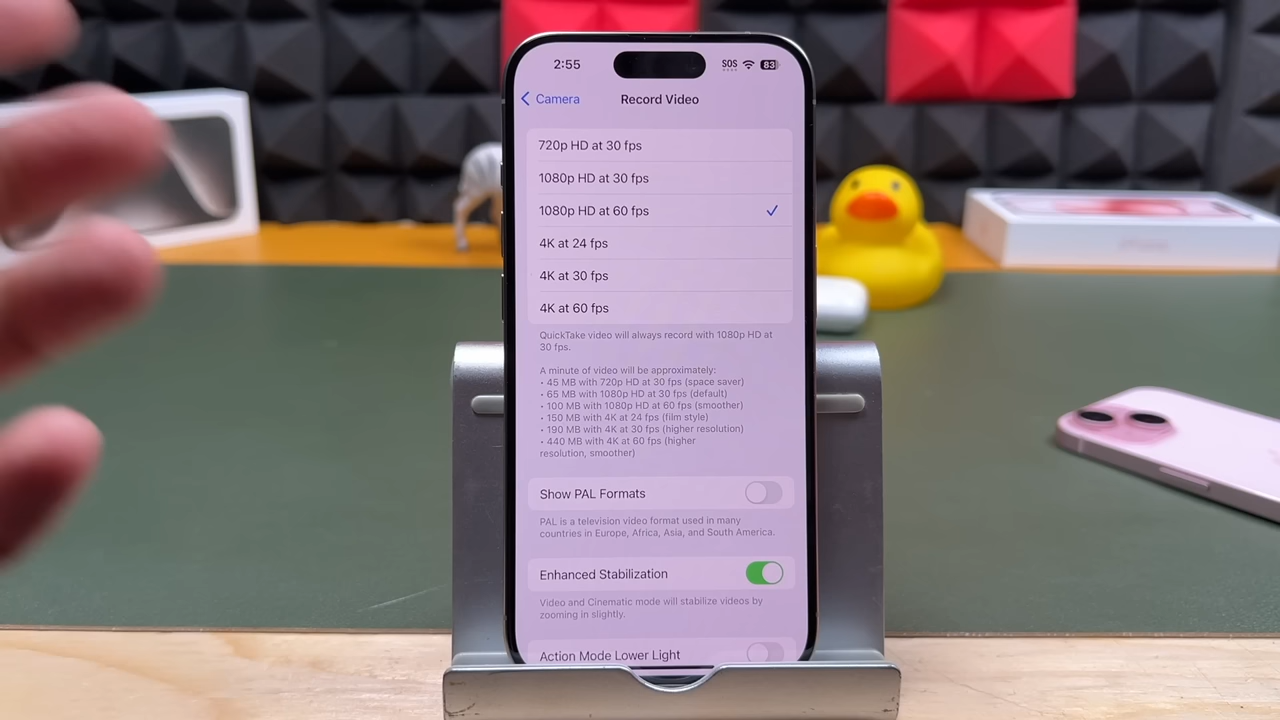 2:55 SOS 83
Camera Record Video
720p HD at 30 fps
1080p HD at 30 fps
1080p HD at 60 fps
4K at 24 fps
4K at 30 fps
4K at 60 fps
QuickTake video will always record with 1080p HD at
30 fps.
A minute of video will be approximately:
• 45 MB with 720p HD at 30 fps (space saver)
• 65 MB with 1080p HD at 30 fps (default)
• 100 MB with 1080p HD at 60 fps (smoother)
• 150 MB with 4K at 24 fps (film style)
• 190 MB with 4K at 30 fps (higher resolution)
• 440 MB with 4K at 60 fps (higher
resolution, smoother)
Show PAL Formats
PAL is a television video format used in many
countries in Europe, Africa, Asia, and South America.
Enhanced Stabilization
Video and Cinematic mode will stabilize videos by
zooming in slightly.
Action Mode Lower Light